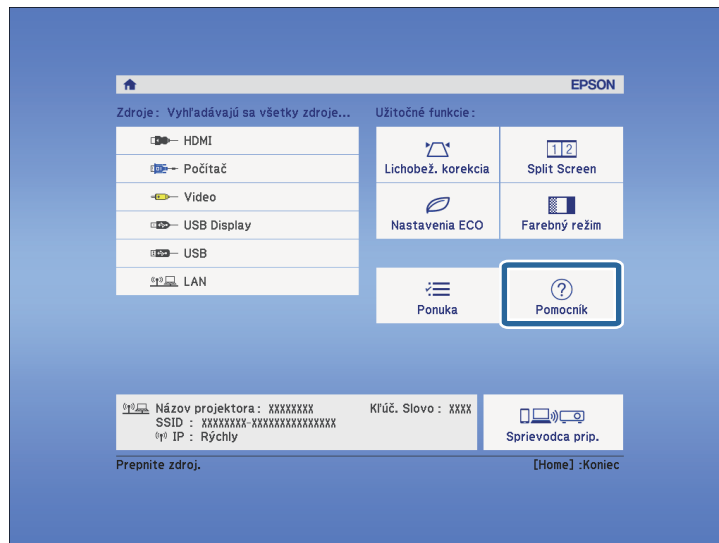 EPSON
Zdroje: Vyhľadávajú sa všetky zdroje...
HDMI
Počítač
Video
USB Display
USB
LAN
Užitočné funkcie:
Lichobež. korekcia
1 2
Split Screen
Nastavenia ECO
Farebný režim
Ponuka
?
Pomocník
Názov projektora: XXXXXXXX
Kľúč. Slovo : XXXX
SSID : XXXXXXXX-XXXXXXXXXXXXXXX
IP : Rýchly
Sprievodca prip.
Prepnite zdroj.
[Home] :Koniec